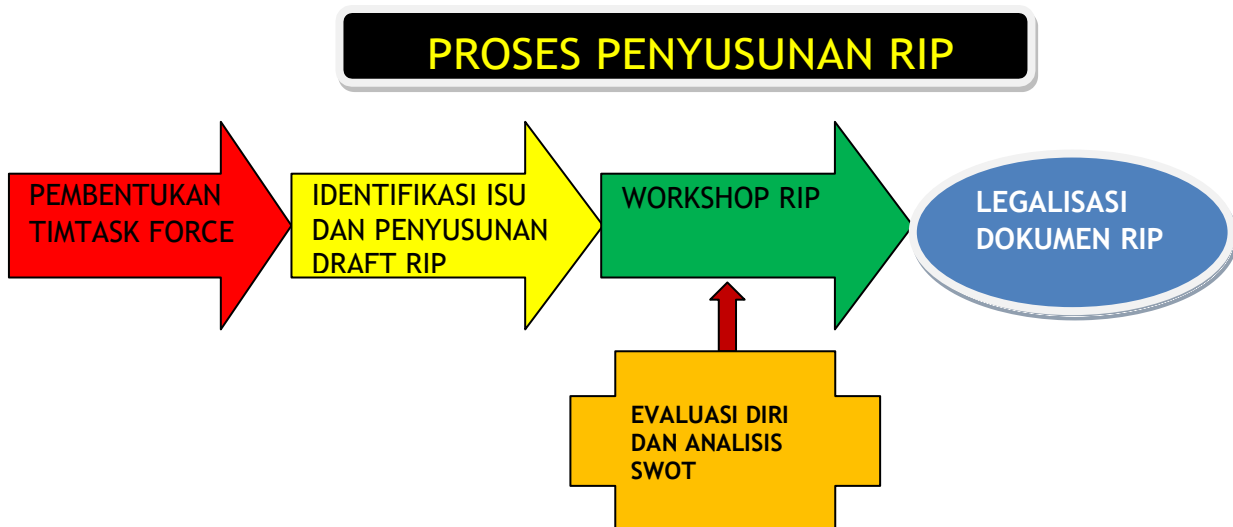 PROSES PENYUSUNAN RIP
PEMBENTUKAN
TIMTASK FORCE
IDENTIFIKASI ISU
DAN PENYUSUNAN
DRAFT RIP
WORKSHOP RIP
LEGALISASI
DOKUMEN RIP
EVALUASI DIRI
DAN ANALISIS
SWOT